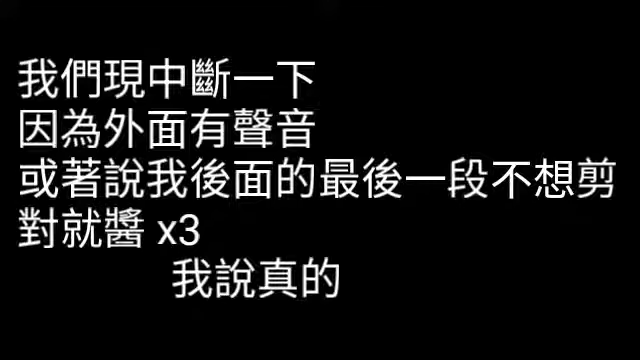 我們現中斷一下
因為外面有聲音
或著說我後面的最後一段不想剪
對就醬 x3
我說真的